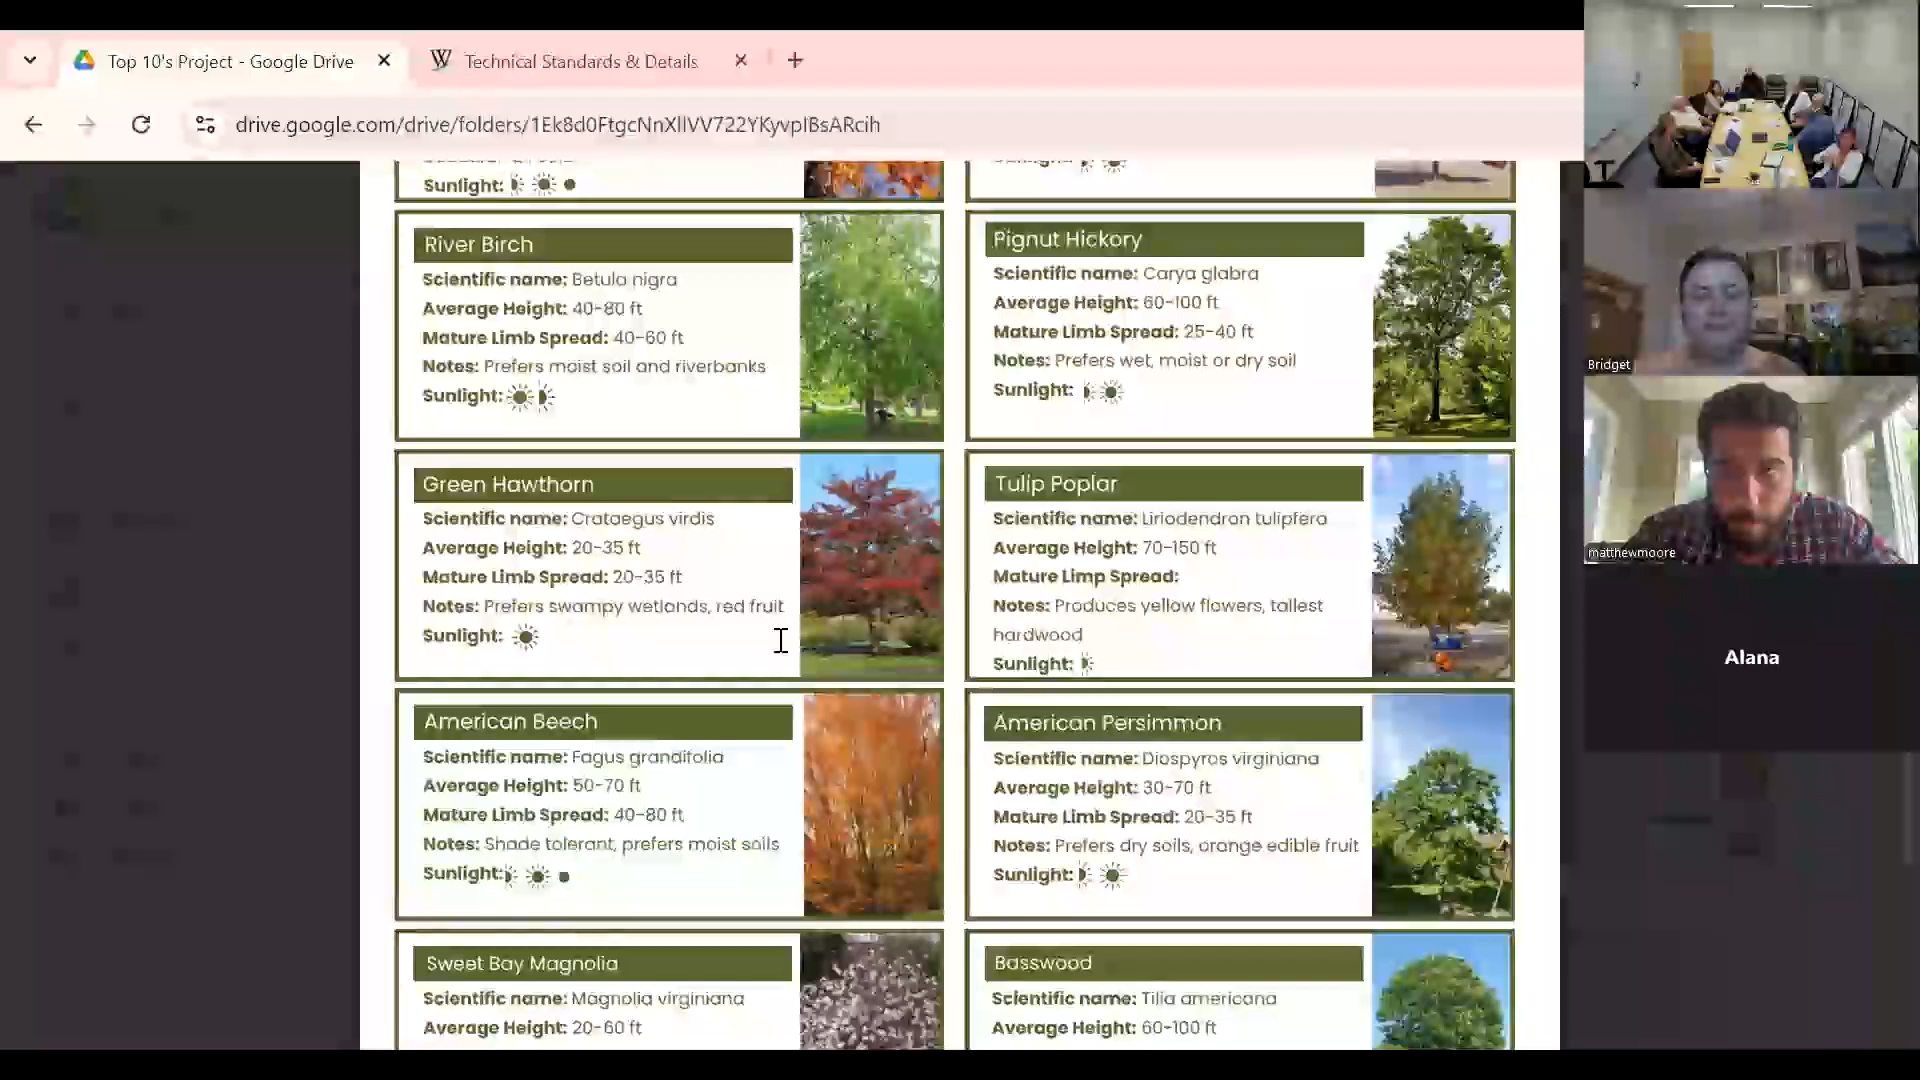 Top 10's Project - Google Drive
Technical Standards & Details
drive.google.com/drive/folders/1Ek8d0FtgcNnXllVV722YKyvpIBsARcih
Sunlight:
River Birch
Scientific name: Betula nigra
Average Height: 40-80 ft
Mature Limb Spread: 40-60 ft
Notes: Prefers moist soil and riverbanks
Sunlight:
Pignut Hickory
Scientific name: Carya glabra
Average Height: 60-100 ft
Mature Limb Spread: 25-40 ft
Notes: Prefers wet, moist or dry soil
Sunlight:
Green Hawthorn
Scientific name: Crataegus virdis
Average Height: 20-35 ft
Mature Limb Spread: 20-35 ft
Notes: Prefers swampy wetlands, red fruit
Sunlight:
Tulip Poplar
Scientific name: Liriodendron tulipfera
Average Height: 70-150 ft
Mature Limp Spread:
Notes: Produces yellow flowers, tallest
hardwood
Sunlight:
American Beech
Scientific name: Fagus grandifolia
Average Height: 50-70 ft
Mature Limb Spread: 40-80 ft
Notes: Shade tolerant, prefers moist soils
Sunlight:
American Persimmon
Scientific name: Diospyros virginiana
Average Height: 30-70 ft
Mature Limb Spread: 20-35 ft
Notes: Prefers dry soils, orange edible fruit
Sunlight:
Sweet Bay Magnolia
Scientific name: Magnolia virginiana
Average Height: 20-60 ft
Basswood
Scientific name: Tilia americana
Average Height: 60-100 ft
Bridget
matthewmoore
Alana